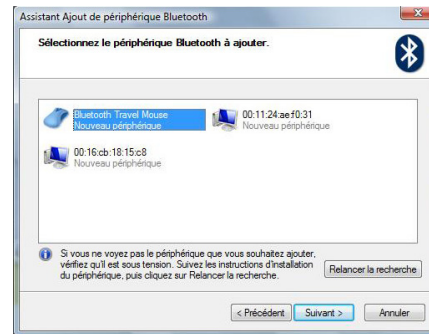 Assistant Ajout de périphérique Bluetooth
Sélectionnez le périphérique Bluetooth à ajouter.
Bluetooth Travel Mouse
Nouveau périphérique
00:11:24:ae:f0:31
Nouveau périphérique
00:16:cb:18:15:c8
Nouveau périphérique
Si vous ne voyez pas le périphérique que vous souhaitez ajouter,
vérifiez qu'il est sous tension. Suivez les instructions d'installation
du périphérique, puis cliquez sur Relancer la recherche.
Relancer la recherche
< Précédent
Suivant >
Annuler